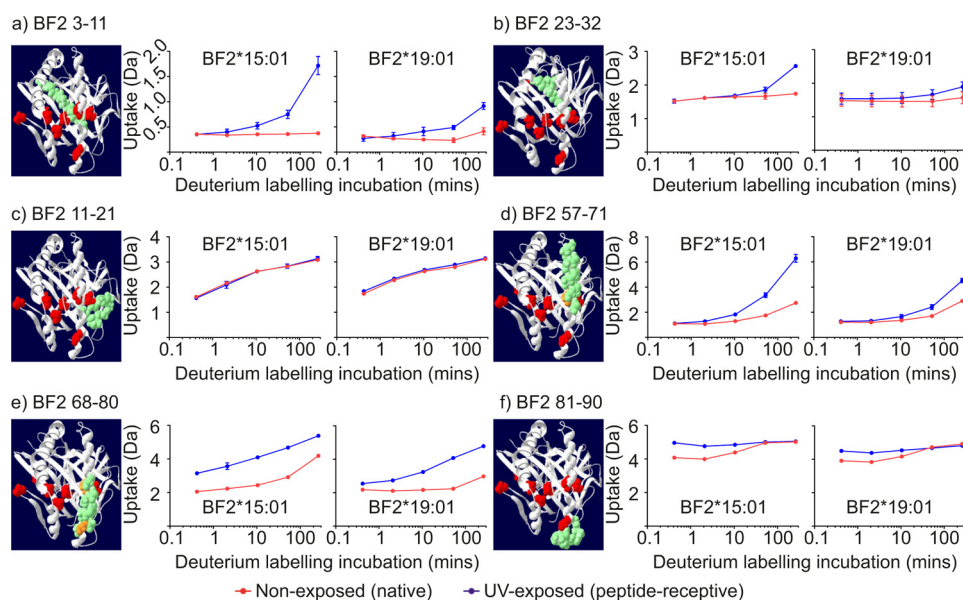 a) BF2 3-11
b) BF2 23-32
Uptake (Da)
2.0
1.5
1.0
0.5
BF2*15:01
BF2*19:01
0.1 1 10 100 0.1 1 10 100
Deuterium labelling incubation (mins)
Uptake (Da)
3
2
1
0
BF2*15:01
BF2*19:01
0.1 1 10 100 0.1 1 10 100
Deuterium labelling incubation (mins)
c) BF2 11-21
d) BF2 57-71
Uptake (Da)
4
3
2
1
0
BF2*15:01
BF2*19:01
0.1 1 10 100 0.1 1 10 100
Deuterium labelling incubation (mins)
Uptake (Da)
8
6
4
2
BF2*15:01
BF2*19:01
0.1 1 10 100 0.1 1 10 100
Deuterium labelling incubation (mins)
e) BF2 68-80
f) BF2 81-90
Uptake (Da)
6
4
2
BF2*15:01
BF2*19:01
0.1 1 10 100 0.1 1 10 100
Deuterium labelling incubation (mins)
Uptake (Da)
6
4
2
BF2*15:01
BF2*19:01
0.1 1 10 100 0.1 1 10 100
Deuterium labelling incubation (mins)
Non-exposed (native) UV-exposed (peptide-receptive)